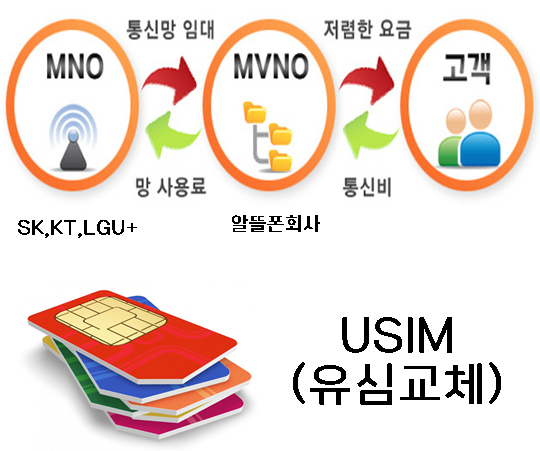 통신망 임대
저렴한 요금
MNO
MVNO
고객
망 사용료
통신비
SK,KT,LGU+
알뜰폰회사
USIM
(유심교체)